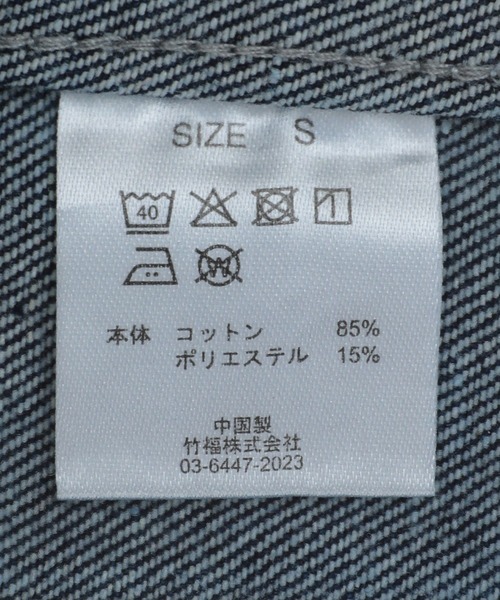 SIZE S
40
W
本体 コットン 85%
ポリエステル 15%
中国製
竹福株式会社
03-6447-2023